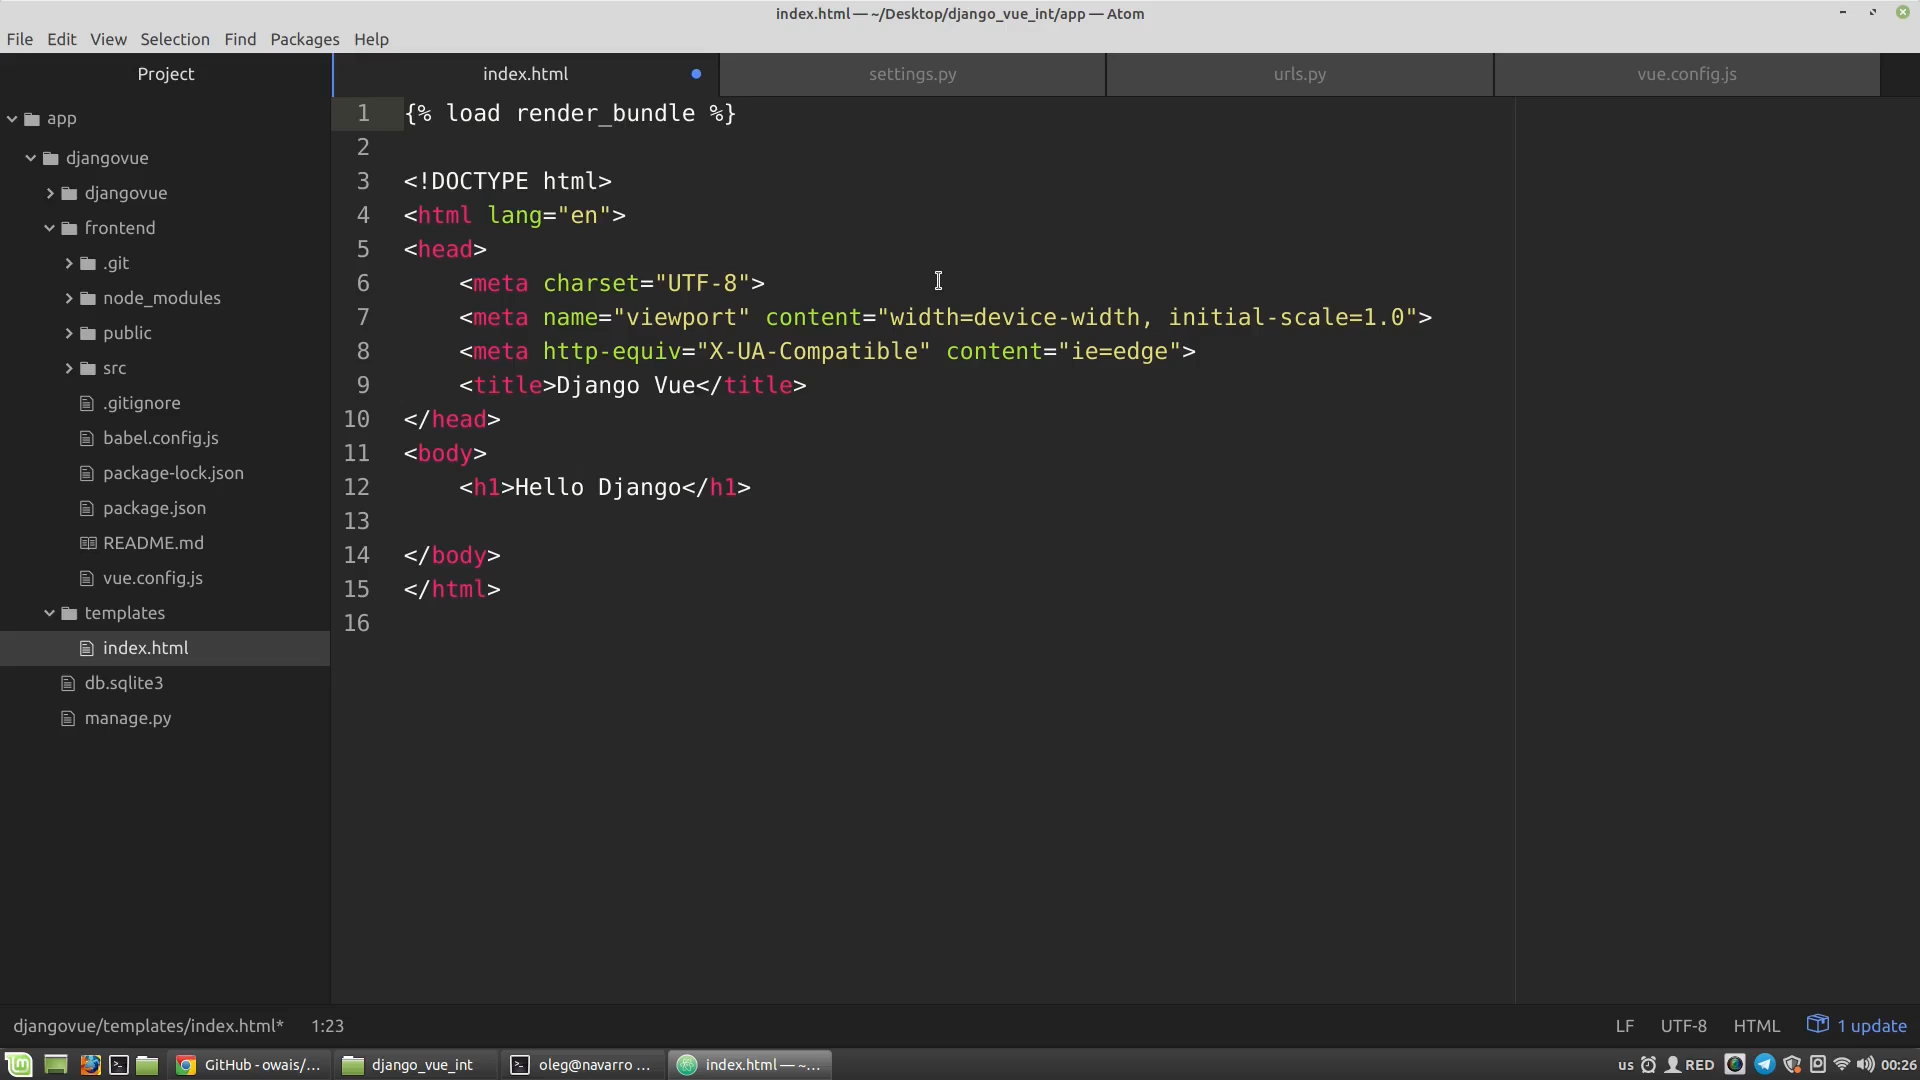 index.html — ~/Desktop/django_vue_int/app — Atom
File Edit View Selection Find Packages Help
Project
index.html
settings.py
urls.py
vue.config.js
app
djangovue
djangovue
frontend
.git
node_modules
public
src
.gitignore
babel.config.js
package-lock.json
package.json
README.md
vue.config.js
templates
index.html
db.sqlite3
manage.py
1 {% load render_bundle %}
2
3 <!DOCTYPE html>
4 <html lang="en">
5 <head>
6     <meta charset="UTF-8">
7     <meta name="viewport" content="width=device-width, initial-scale=1.0">
8     <meta http-equiv="X-UA-Compatible" content="ie=edge">
9     <title>Django Vue</title>
10 </head>
11 <body>
12     <h1>Hello Django</h1>
13
14 </body>
15 </html>
16
djangovue/templates/index.html* 1:23
LF UTF-8 HTML 1 update
GitHub - owais/... django_vue_int oleg@navarro ... index.html — ~... us RED 00:26